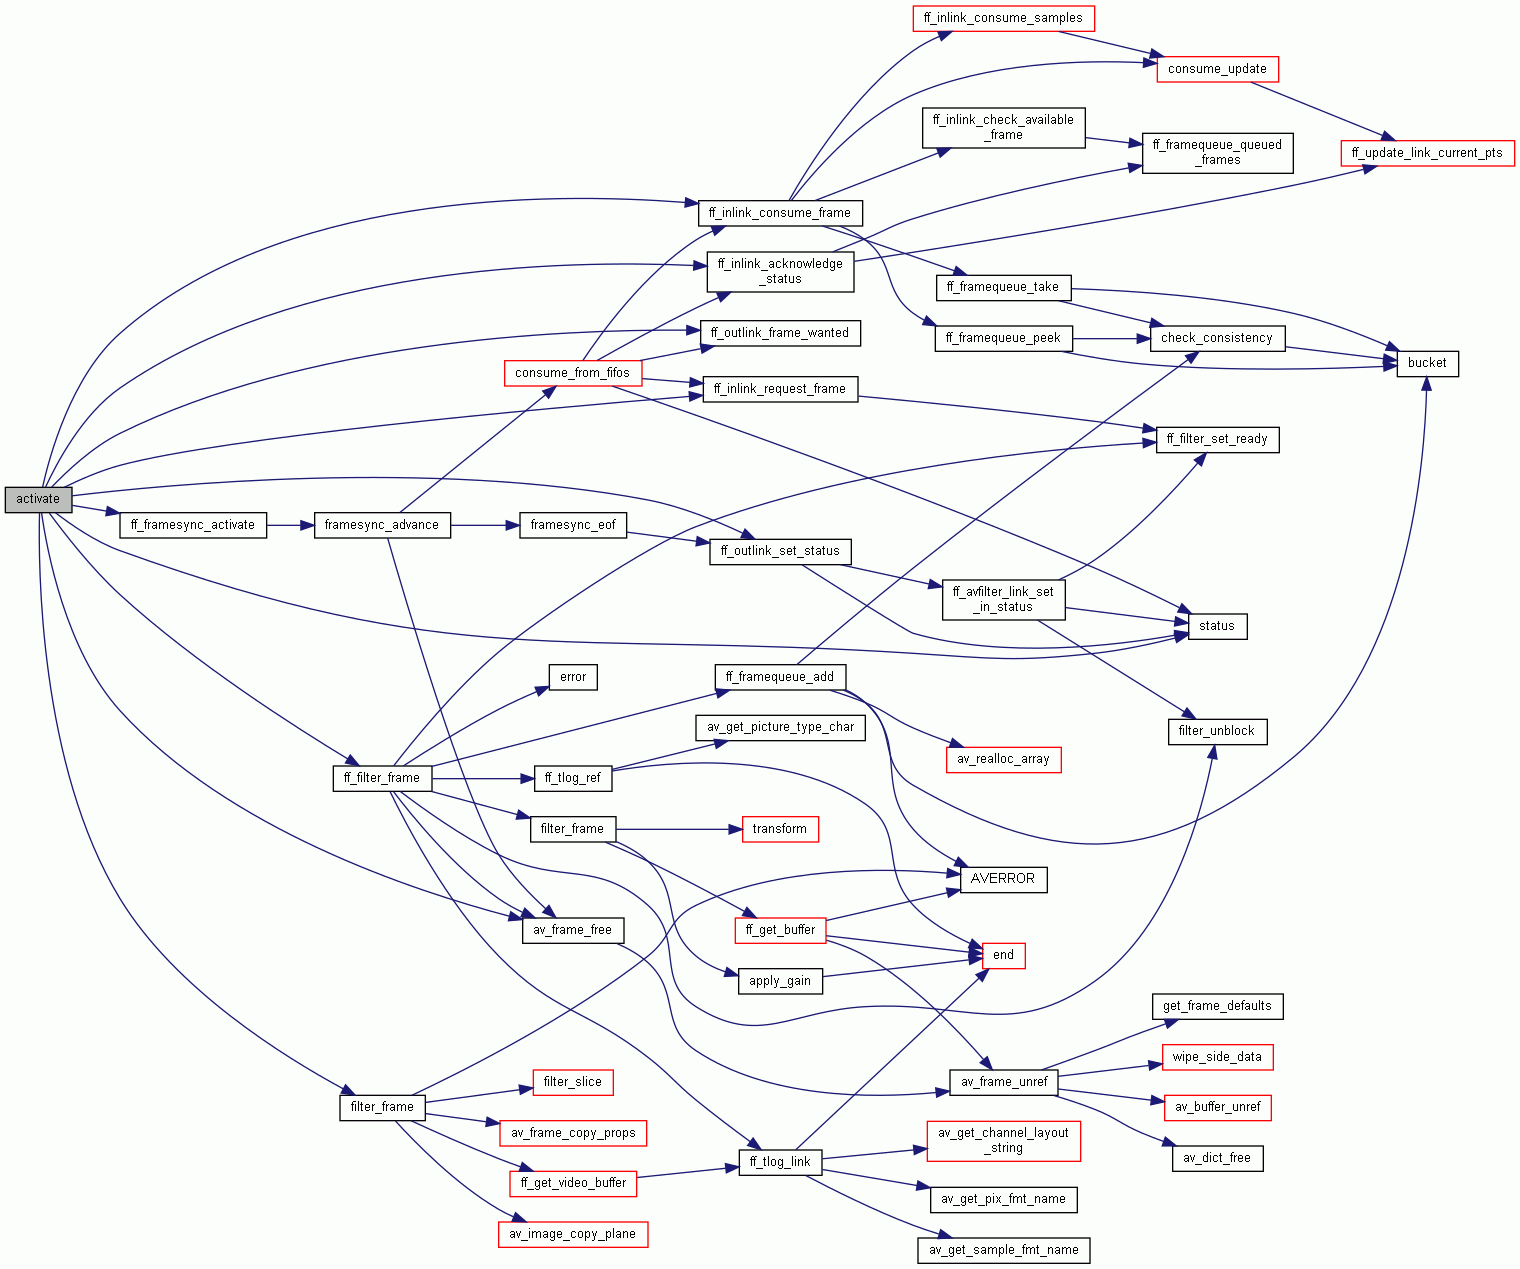 ff_inlink_consume_samples
consume_update
ff_inlink_check_available
_frame
ff_framequeue_queued
_frames
ff_update_link_current_pts
ff_inlink_consume_frame
ff_inlink_acknowledge
_status
ff_framequeue_take
ff_outlink_frame_wanted
ff_framequeue_peek
check_consistency
bucket
consume_from_fifos
ff_inlink_request_frame
ff_filter_set_ready
activate
ff_framesync_activate
framesync_advance
framesync_eof
ff_outlink_set_status
ff_avfilter_link_set
_in_status
status
error
ff_framequeue_add
av_get_picture_type_char
filter_unblock
av_realloc_array
ff_filter_frame
ff_tlog_ref
filter_frame
transform
AVERROR
av_frame_free
ff_get_buffer
end
apply_gain
get_frame_defaults
wipe_side_data
av_frame_unref
filter_slice
av_buffer_unref
filter_frame
av_frame_copy_props
av_get_channel_layout
_string
av_dict_free
ff_tlog_link
ff_get_video_buffer
av_get_pix_fmt_name
av_image_copy_plane
av_get_sample_fmt_name